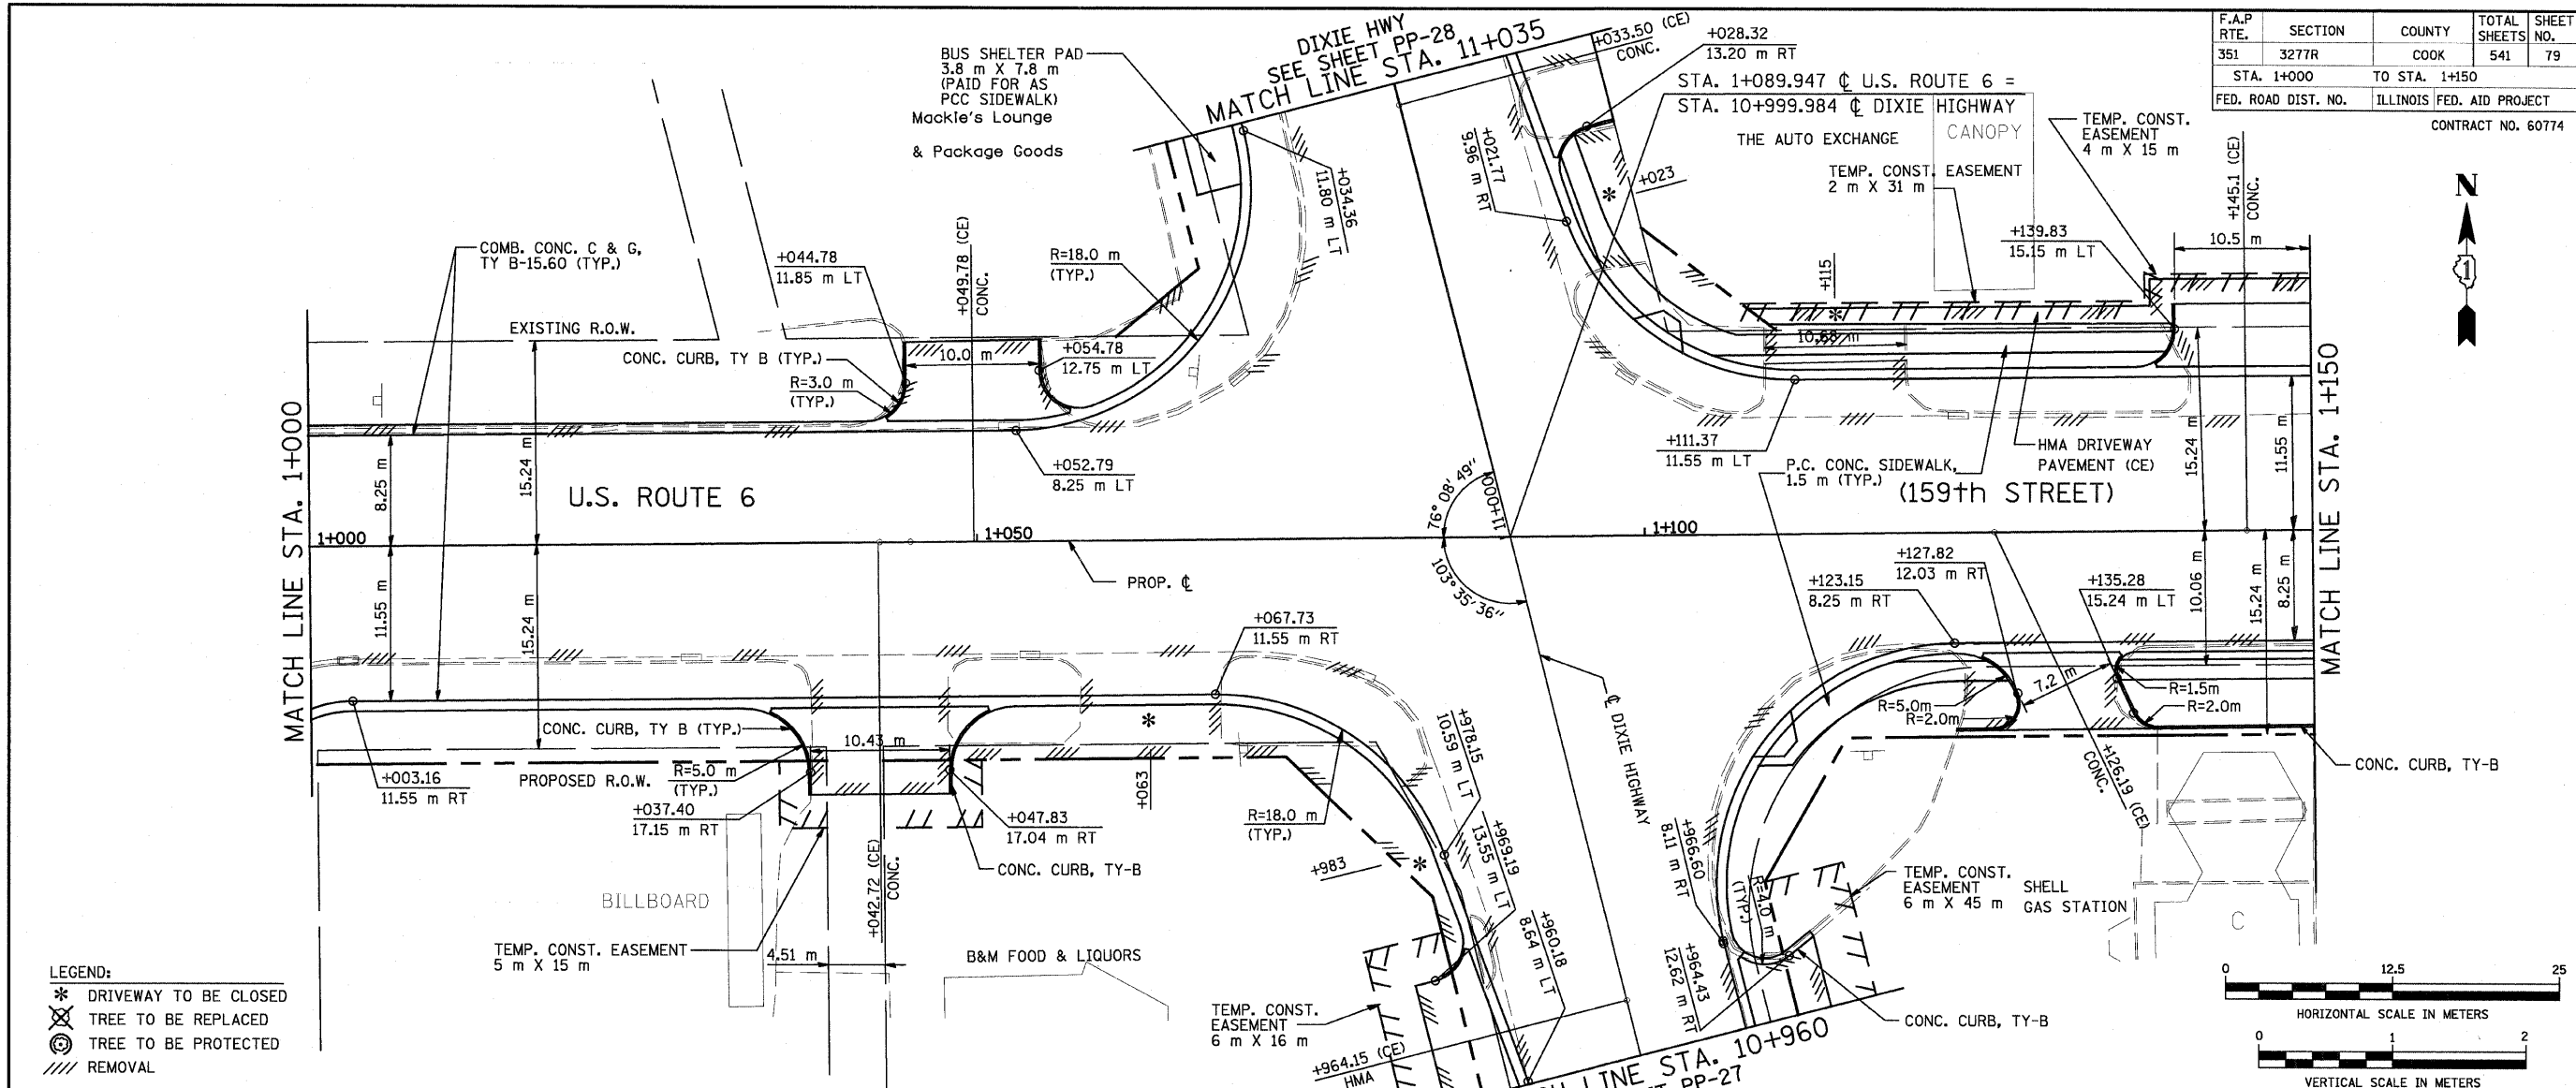 F.A.P RTE.
SECTION
COUNTY
TOTAL SHEETS
SHEET NO.
351
3277R
COOK
541
79
STA. 1+000
TO STA. 1+150
FED. ROAD DIST. NO.
ILLINOIS
FED. AID PROJECT
CONTRACT NO. 60774
N
1
DIXIE HWY
SEE SHEET PP-28
MATCH LINE STA. 11+035
BUS SHELTER PAD
3.8 m X 7.8 m
(PAID FOR AS
PCC SIDEWALK)
Mackie's Lounge
& Package Goods
+033.50 (CE)
CONC.
+028.32
13.20 m RT
STA. 1+089.947 ℄ U.S. ROUTE 6 =
STA. 10+999.984 ℄ DIXIE HIGHWAY
THE AUTO EXCHANGE
CANOPY
TEMP. CONST.
EASEMENT
4 m X 15 m
TEMP. CONST. EASEMENT
2 m X 31 m
+145.1 (CE)
CONC.
+139.83
15.15 m LT
10.5 m
+021.77
9.96 m RT
+023
+034.36
11.80 m LT
+115
10.68 m
COMB. CONC. C & G,
TY B-15.60 (TYP.)
+044.78
11.85 m LT
+049.78 (CE)
CONC.
R=18.0 m
(TYP.)
EXISTING R.O.W.
CONC. CURB, TY B (TYP.)
10.0 m
+054.78
12.75 m LT
R=3.0 m
(TYP.)
MATCH LINE STA. 1+000
8.25 m
15.24 m
+052.79
8.25 m LT
U.S. ROUTE 6
+111.37
11.55 m LT
P.C. CONC. SIDEWALK,
1.5 m (TYP.)
HMA DRIVEWAY
PAVEMENT (CE)
(159th STREET)
15.24 m
11.55 m
MATCH LINE STA. 1+150
76° 08' 49"
11+000
1+000
1+050
1+100
103° 35' 36"
PROP. ℄
11.55 m
15.24 m
+067.73
11.55 m RT
℄ DIXIE HIGHWAY
+123.15
8.25 m RT
+127.82
12.03 m RT
+135.28
15.24 m LT
10.06 m
15.24 m
8.25 m
7.2 m
R=1.5m
R=2.0m
R=5.0m
R=2.0m
+126.19 (CE)
CONC.
CONC. CURB, TY-B
CONC. CURB, TY B (TYP.)
10.43 m
+003.16
11.55 m RT
PROPOSED R.O.W.
R=5.0 m
(TYP.)
+037.40
17.15 m RT
+047.83
17.04 m RT
CONC. CURB, TY-B
+063
R=18.0 m
(TYP.)
+983
+978.15
10.59 m LT
+969.19
13.55 m LT
+960.18
8.64 m LT
+966.60
8.11 m RT
R=4.0 m
(TYP.)
+964.43
12.62 m RT
TEMP. CONST.
EASEMENT
6 m X 45 m
SHELL
GAS STATION
C
BILLBOARD
+042.72 (CE)
CONC.
TEMP. CONST. EASEMENT
5 m X 15 m
4.51 m
B&M FOOD & LIQUORS
TEMP. CONST.
EASEMENT
6 m X 16 m
+964.15 (CE)
HMA
LINE STA. 10+960
PP-27
CONC. CURB, TY-B
LEGEND:
* DRIVEWAY TO BE CLOSED
TREE TO BE REPLACED
TREE TO BE PROTECTED
//// REMOVAL
0 12.5 25
HORIZONTAL SCALE IN METERS
0 1 2
VERTICAL SCALE IN METERS